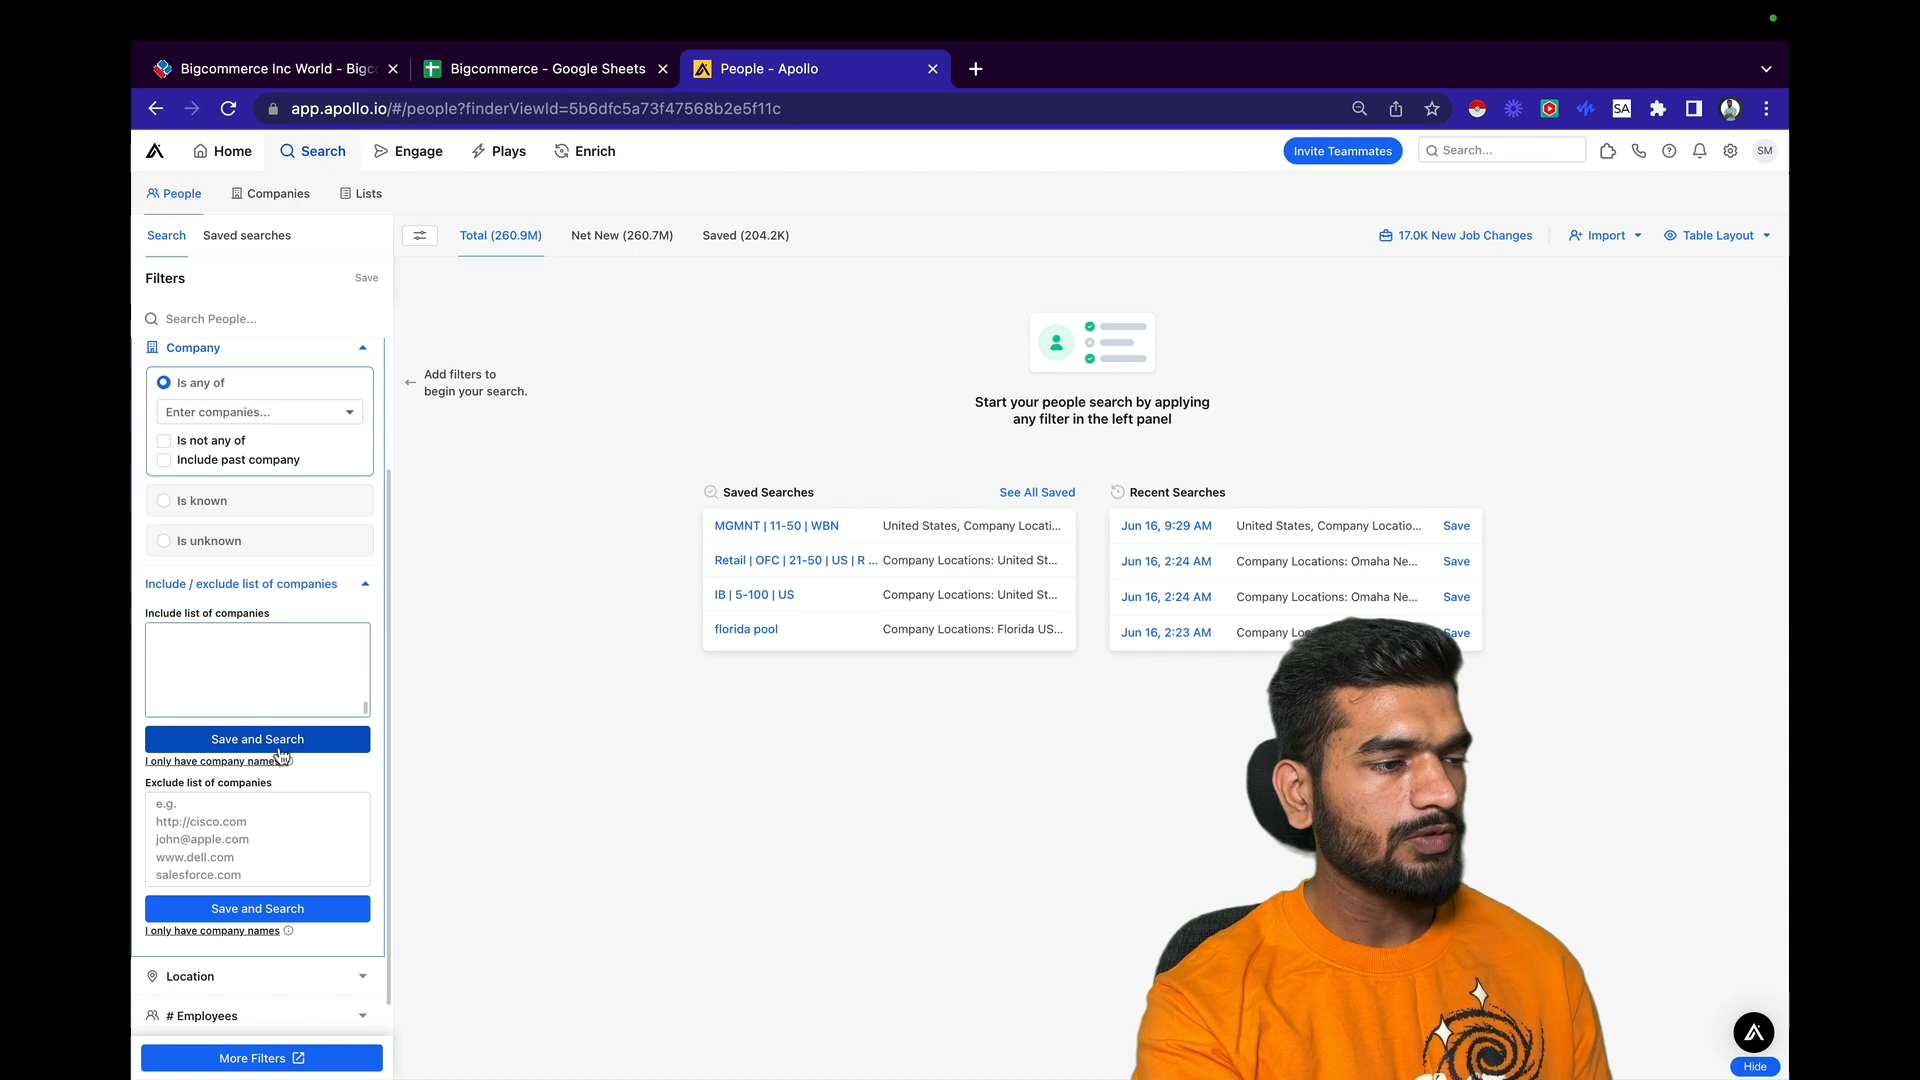 Bigcommerce Inc World - Bigc
Bigcommerce - Google Sheets
People - Apollo
app.apollo.io/#/people?finderViewId=5b6dfc5a73f47568b2e5f11c
SA
Home
Search
Engage
Plays
Enrich
Invite Teammates
Search...
SM
People
Companies
Lists
Search
Saved searches
Total (260.9M)
Net New (260.7M)
Saved (204.2K)
17.0K New Job Changes
Import
Table Layout
Filters
Save
Search People...
Company
Is any of
Enter companies...
Is not any of
Include past company
Is known
Is unknown
Include / exclude list of companies
Include list of companies
Save and Search
I only have company name
Exclude list of companies
e.g.
http://cisco.com
john@apple.com
www.dell.com
salesforce.com
Save and Search
I only have company names
Location
# Employees
More Filters
Add filters to
begin your search.
Start your people search by applying
any filter in the left panel
Saved Searches
See All Saved
MGMNT | 11-50 | WBN
United States, Company Locati...
Retail | OFC | 21-50 | US | R ...
Company Locations: United St...
IB | 5-100 | US
Company Locations: United St...
florida pool
Company Locations: Florida US...
Recent Searches
Jun 16, 9:29 AM
United States, Company Locatio...
Save
Jun 16, 2:24 AM
Company Locations: Omaha Ne...
Save
Jun 16, 2:24 AM
Company Locations: Omaha Ne...
Save
Jun 16, 2:23 AM
Company Loc
Save
Hide